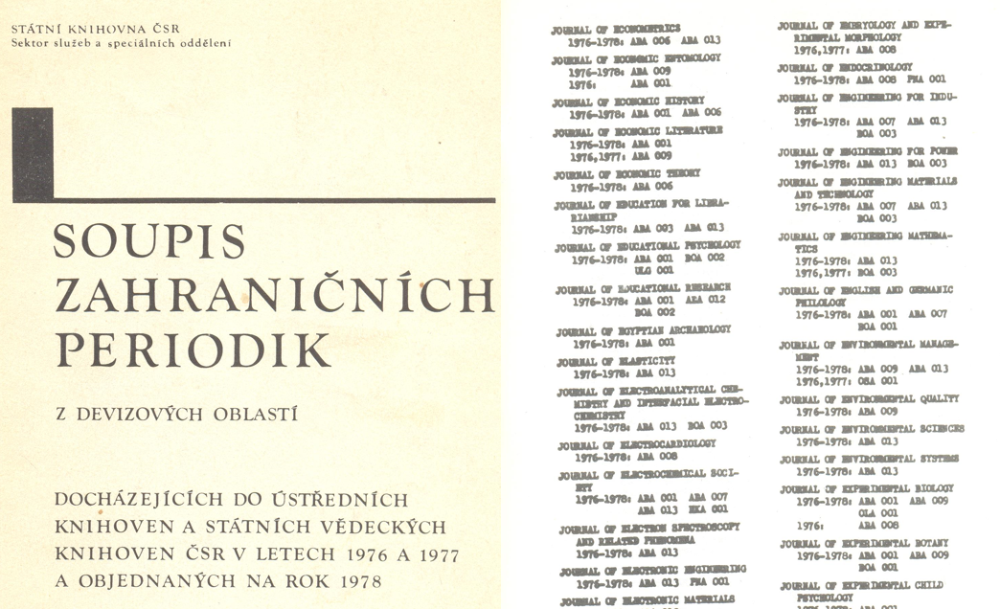 STÁTNÍ KNIHOVNA ČSR
Sektor služeb a speciálních oddělení
SOUPIS
ZAHRANIČNÍCH
PERIODIK
Z DEVIZOVÝCH OBLASTÍ
DOCHÁZEJÍCÍCH DO ÚSTŘEDNÍCH
KNIHOVEN A STÁTNÍCH VĚDECKÝCH
KNIHOVEN ČSR V LETECH 1976 A 1977
A OBJEDNANÝCH NA ROK 1978
JOURNAL OF ECONOMETRICS
1976-1978: ABA 006 ABA 013
JOURNAL OF ECONOMIC ENTOMOLOGY
1976-1978: ABA 009
1976: ABA 001
JOURNAL OF ECONOMIC HISTORY
1976-1978: ABA 001 ABA 006
JOURNAL OF ECONOMIC LITERATURE
1976-1978: ABA 001
1976,1977: ABA 009
JOURNAL OF ECONOMIC THEORY
1976-1978: ABA 006
JOURNAL OF EDUCATION FOR LIBRA-
RIANSHIP
1976-1978: ABA 003 ABA 013
JOURNAL OF EDUCATIONAL PSYCHOLOGY
1976-1978: ABA 001 BOA 002
ULG 001
JOURNAL OF EDUCATIONAL RESEARCH
1976-1978: ABA 001 AEA 012
BOA 002
JOURNAL OF EGYPTIAN ARCHAEOLOGY
1976-1978: ABA 001
JOURNAL OF ELASTICITY
1976-1978: ABA 013
JOURNAL OF ELECTROANALYTICAL CHE-
MISTRY AND INTERFACIAL ELECTRO-
CHEMISTRY
1976-1978: ABA 013 BOA 003
JOURNAL OF ELECTROCARDIOLOGY
1976-1978: ABA 008
JOURNAL OF ELECTROCHEMICAL SOCI-
ETY
1976-1978: ABA 001 ABA 007
ABA 013 HKA 001
JOURNAL OF ELECTRON SPECTROSCOPY
AND RELATED PHENOMENA
1976-1978: ABA 013
JOURNAL OF ELECTRONIC ENGINEERING
1976-1978: ABA 013 PNA 001
JOURNAL OF ELECTRONIC MATERIALS
JOURNAL OF EMBRYOLOGY AND EXPE-
RIMENTAL MORPHOLOGY
1976,1977: ABA 008
JOURNAL OF ENDOCRINOLOGY
1976-1978: ABA 008 PNA 001
JOURNAL OF ENGINEERING FOR INDU-
STRY
1976-1978: ABA 007 ABA 013
BOA 003
JOURNAL OF ENGINEERING FOR POWER
1976-1978: ABA 013 BOA 003
JOURNAL OF ENGINEERING MATERIALS
AND TECHNOLOGY
1976-1978: ABA 007 ABA 013
BOA 003
JOURNAL OF ENGINEERING MATHEMA-
TICS
1976-1978: ABA 013
1976,1977: BOA 003
JOURNAL OF ENGLISH AND GERMANIC
PHILOLOGY
1976-1978: ABA 001 ABA 007
BOA 001
JOURNAL OF ENVIRONMENTAL MANAGE-
MENT
1976-1978: ABA 009 ABA 013
1976,1977: OSA 001
JOURNAL OF ENVIRONMENTAL QUALITY
1976-1978: ABA 009
JOURNAL OF ENVIRONMENTAL SCIENCES
1976-1978: ABA 013
JOURNAL OF ENVIRONMENTAL SYSTEMS
1976-1978: ABA 013
JOURNAL OF EXPERIMENTAL BIOLOGY
1976-1978: ABA 001 ABA 009
OLA 001
1976: ABA 008
JOURNAL OF EXPERIMENTAL BOTANY
1976-1978: ABA 001 ABA 009
BOA 001
JOURNAL OF EXPERIMENTAL CHILD
PSYCHOLOGY